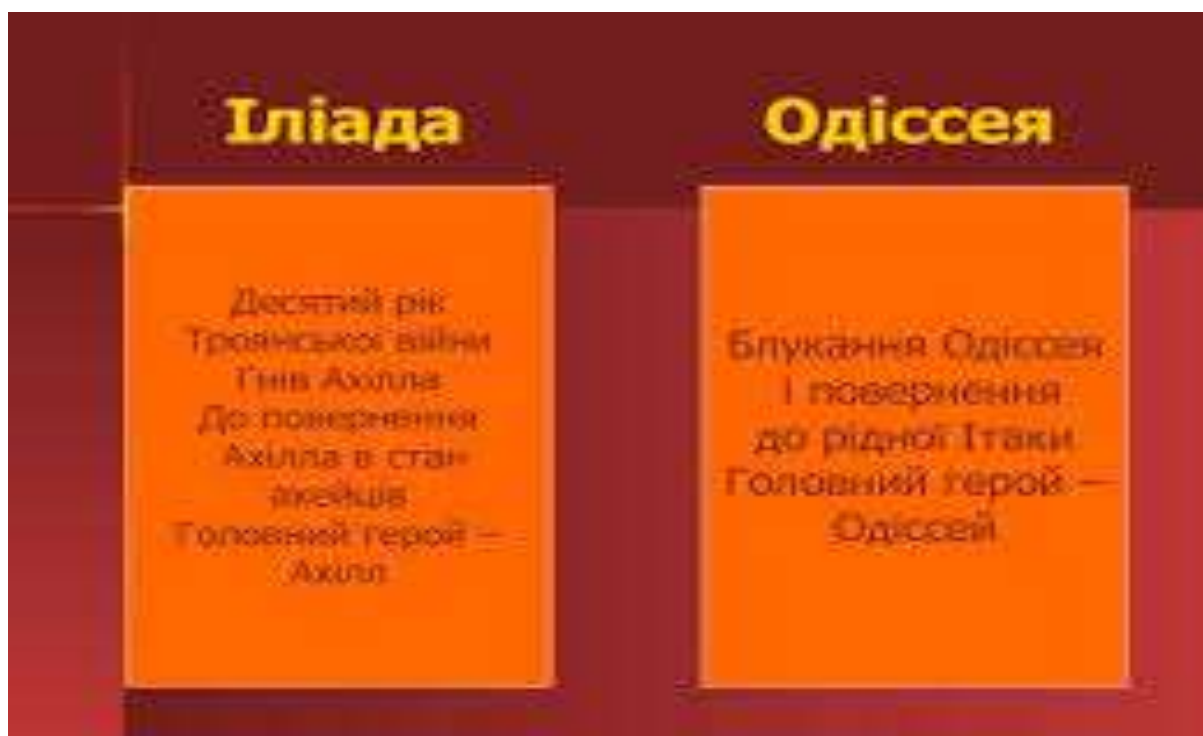 Іліада
Десятий рік
Троянської війни
Гнів Ахілла
До повернення
Ахілла в стан
ахейців
Головний герой –
Ахілл
Одіссея
Блукання Одіссея
І повернення
до рідної Ітаки
Головний герой –
Одіссей